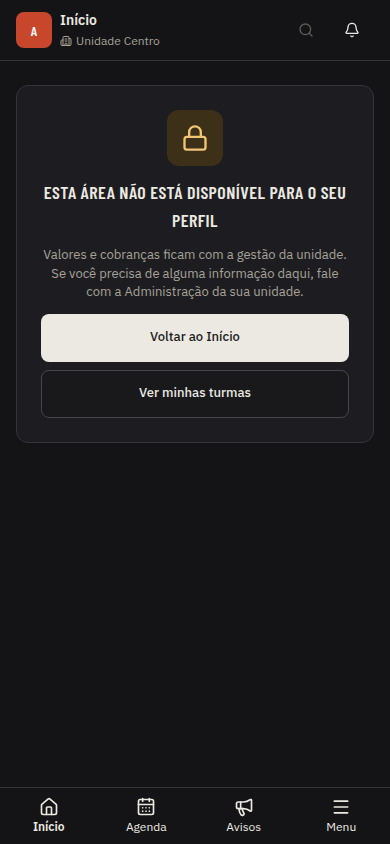 A
Início
Unidade Centro
ESTA ÁREA NÃO ESTÁ DISPONÍVEL PARA O SEU
PERFIL
Valores e cobranças ficam com a gestão da unidade.
Se você precisa de alguma informação daqui, fale
com a Administração da sua unidade.
Voltar ao Início
Ver minhas turmas
Início
Agenda
Avisos
Menu